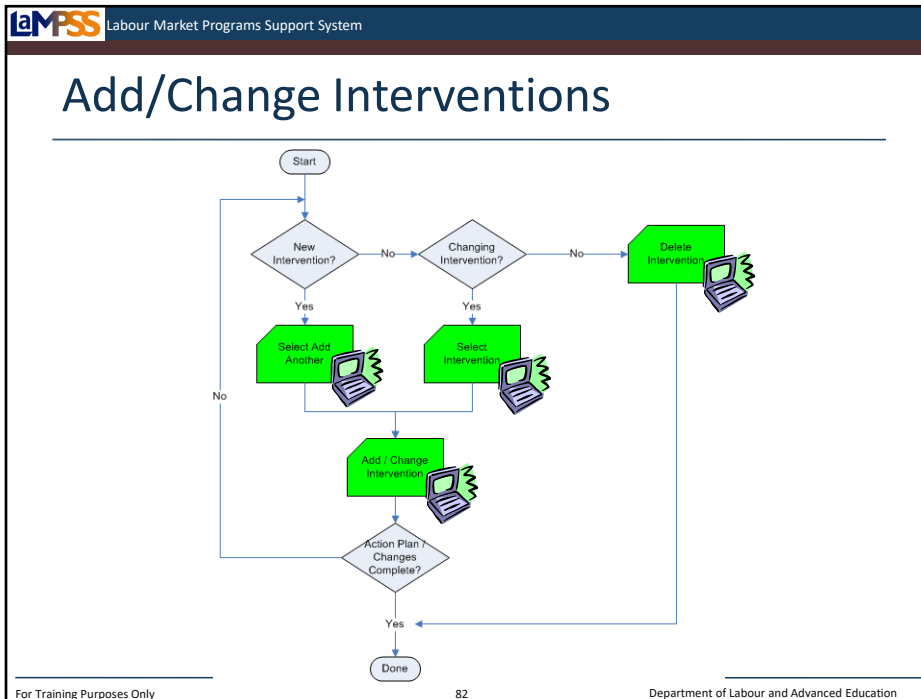 LaMPSS Labour Market Programs Support System
Add/Change Interventions
Start
New
Intervention?
No
Changing
Intervention?
No
Delete
Intervention
Yes
Yes
Select Add
Another
Select
Intervention
No
Add / Change
Intervention
Action Plan /
Changes
Complete?
Yes
Done
For Training Purposes Only
82
Department of Labour and Advanced Education